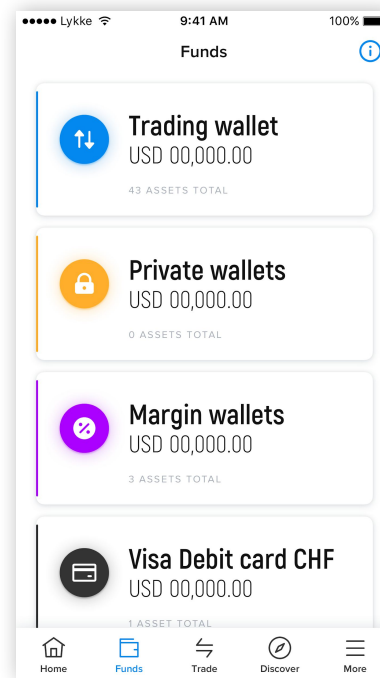 Lykke 9:41 AM 100%
Funds
Trading wallet
USD 00,000.00
43 ASSETS TOTAL
Private wallets
USD 00,000.00
0 ASSETS TOTAL
Margin wallets
USD 00,000.00
3 ASSETS TOTAL
Visa Debit card CHF
USD 00,000.00
1 ASSET TOTAL
Home Funds Trade Discover More